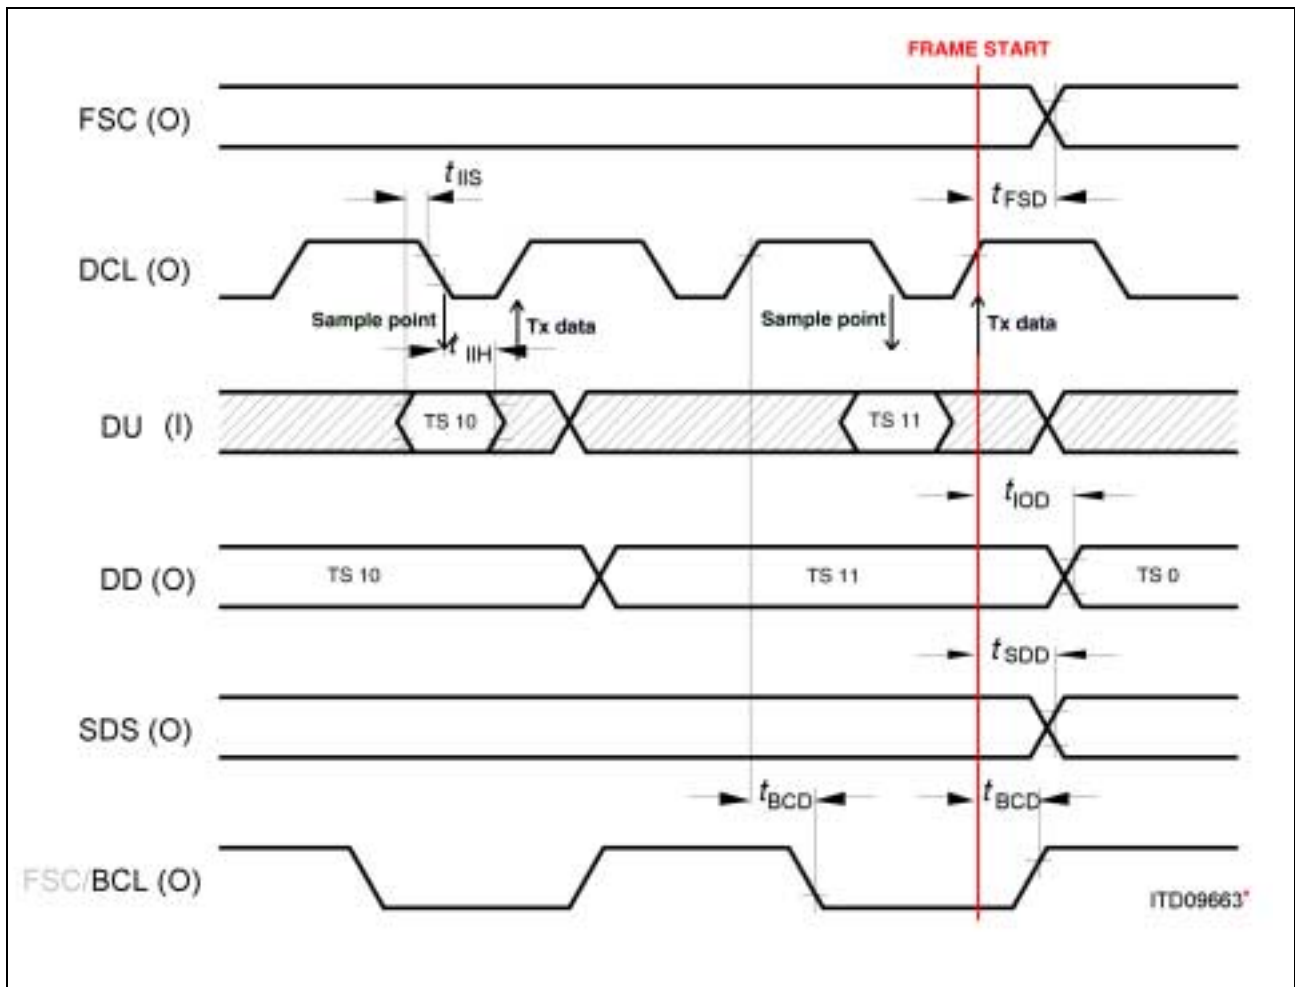 FRAME START
FSC (O)
t IIS
t FSD
DCL (O)
Sample point
Tx data
Sample point
Tx data
t IIH
DU (I)
TS 10
TS 11
t IOD
DD (O)
TS 10
TS 11
TS 0
t SDD
SDS (O)
t BCD
t BCD
FSC/BCL (O)
ITD09663*